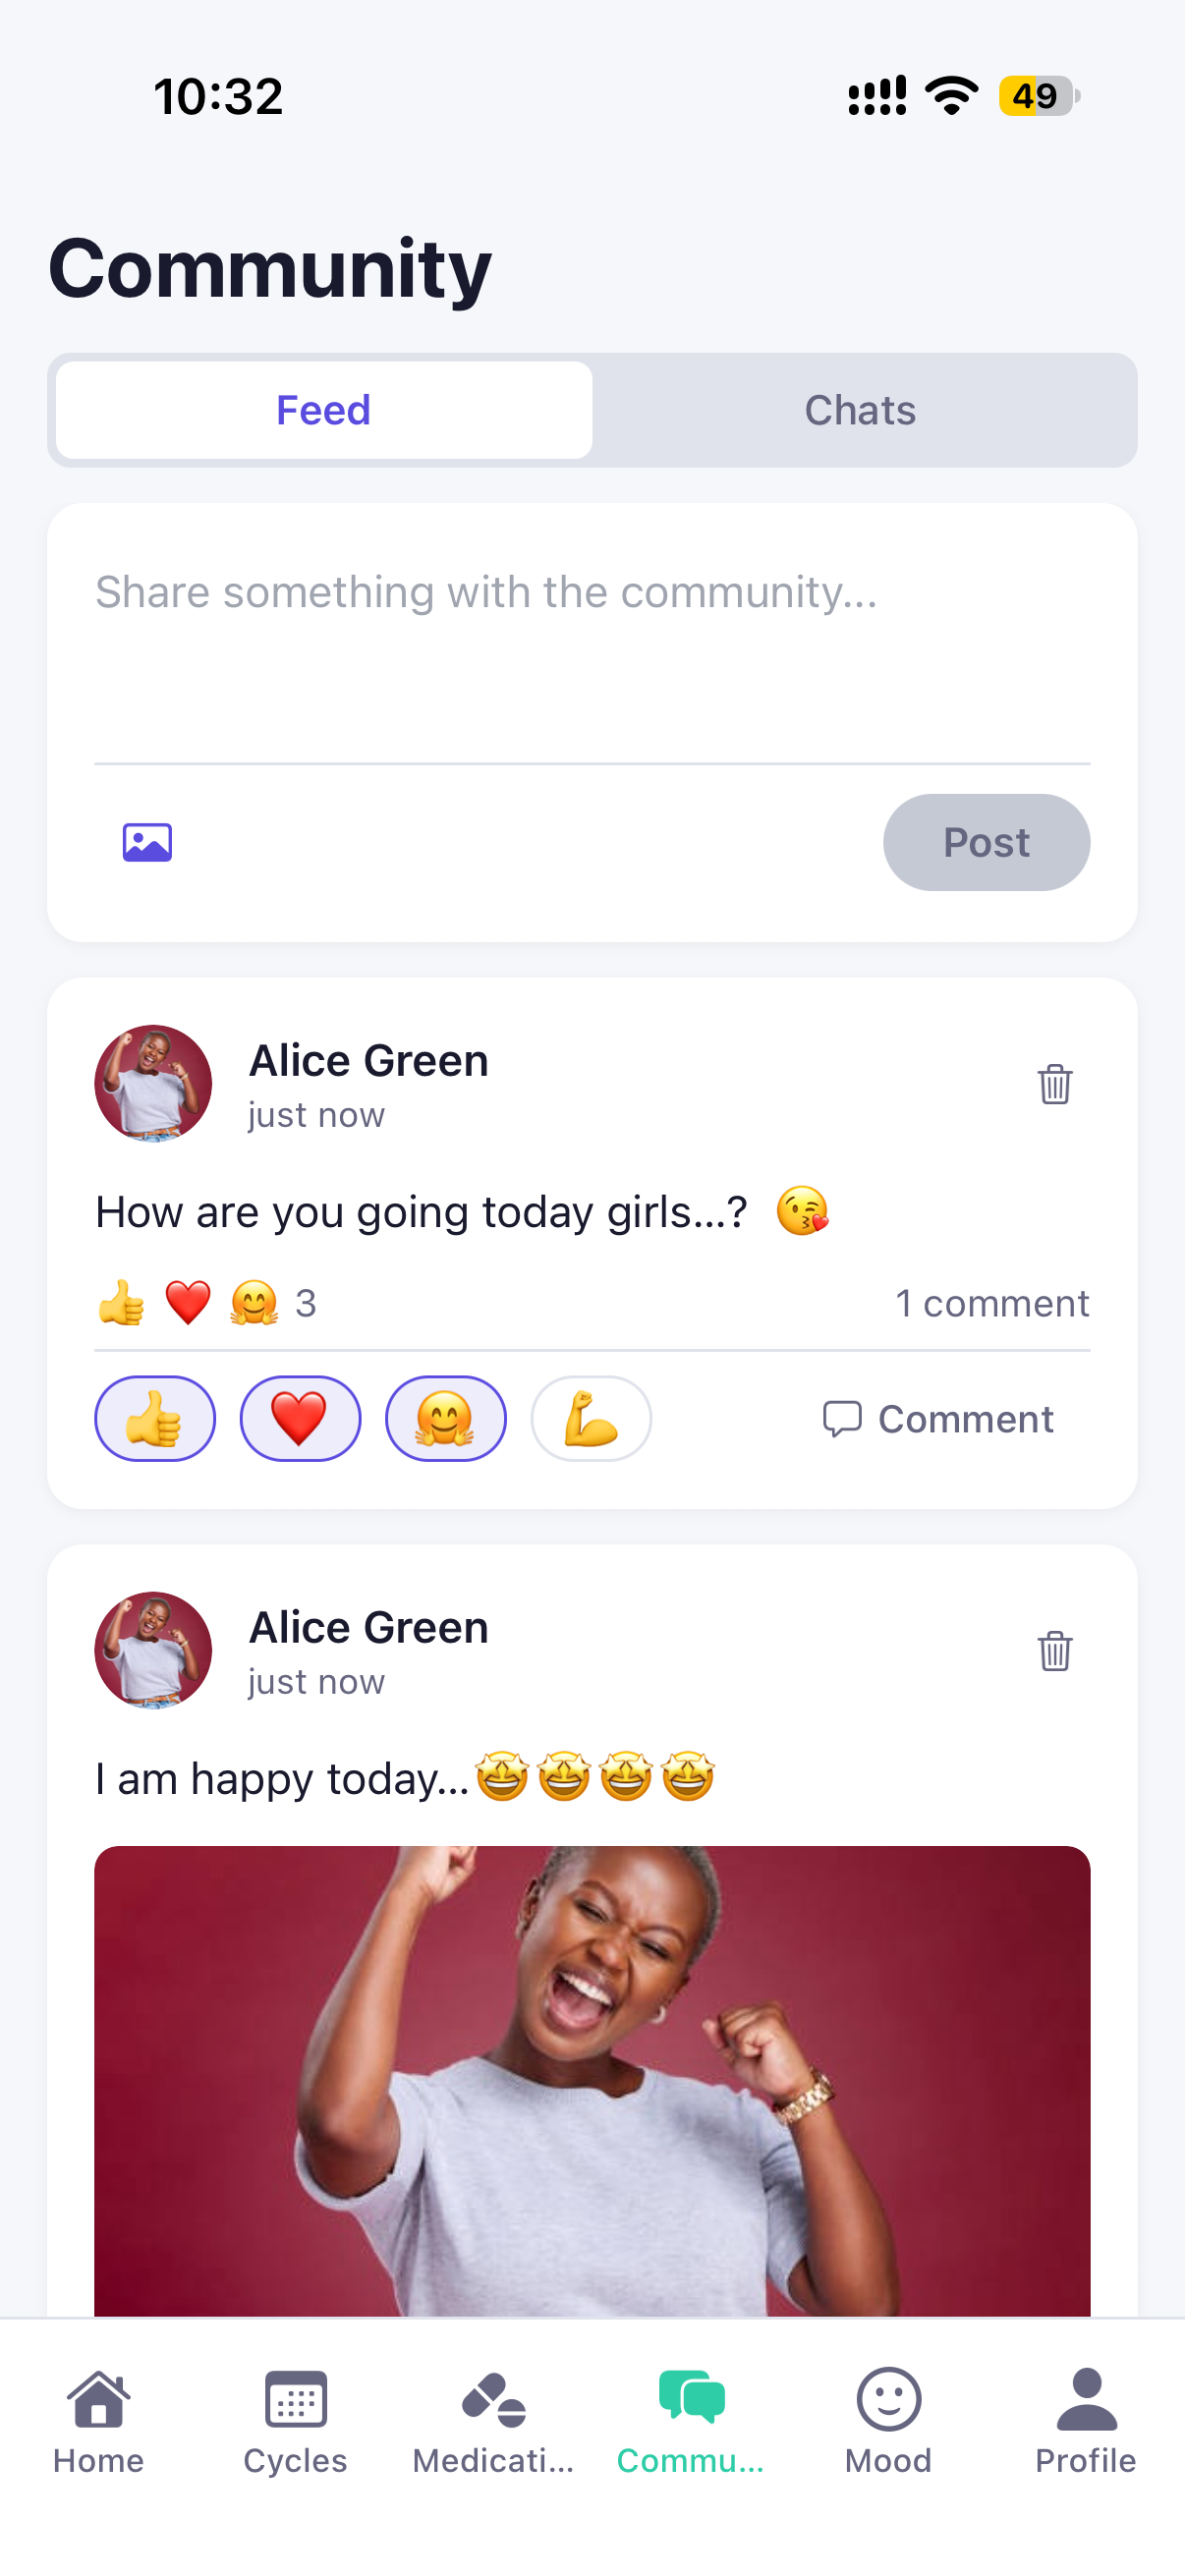 10:32
49
Community
Feed
Chats
Share something with the community...
Post
Alice Green
just now
How are you going today girls...? 😘
👍 ❤️ 🤗 3
1 comment
👍 ❤️ 🤗 💪
Comment
Alice Green
just now
I am happy today...🤩🤩🤩🤩
Home
Cycles
Medicati...
Commu...
Mood
Profile